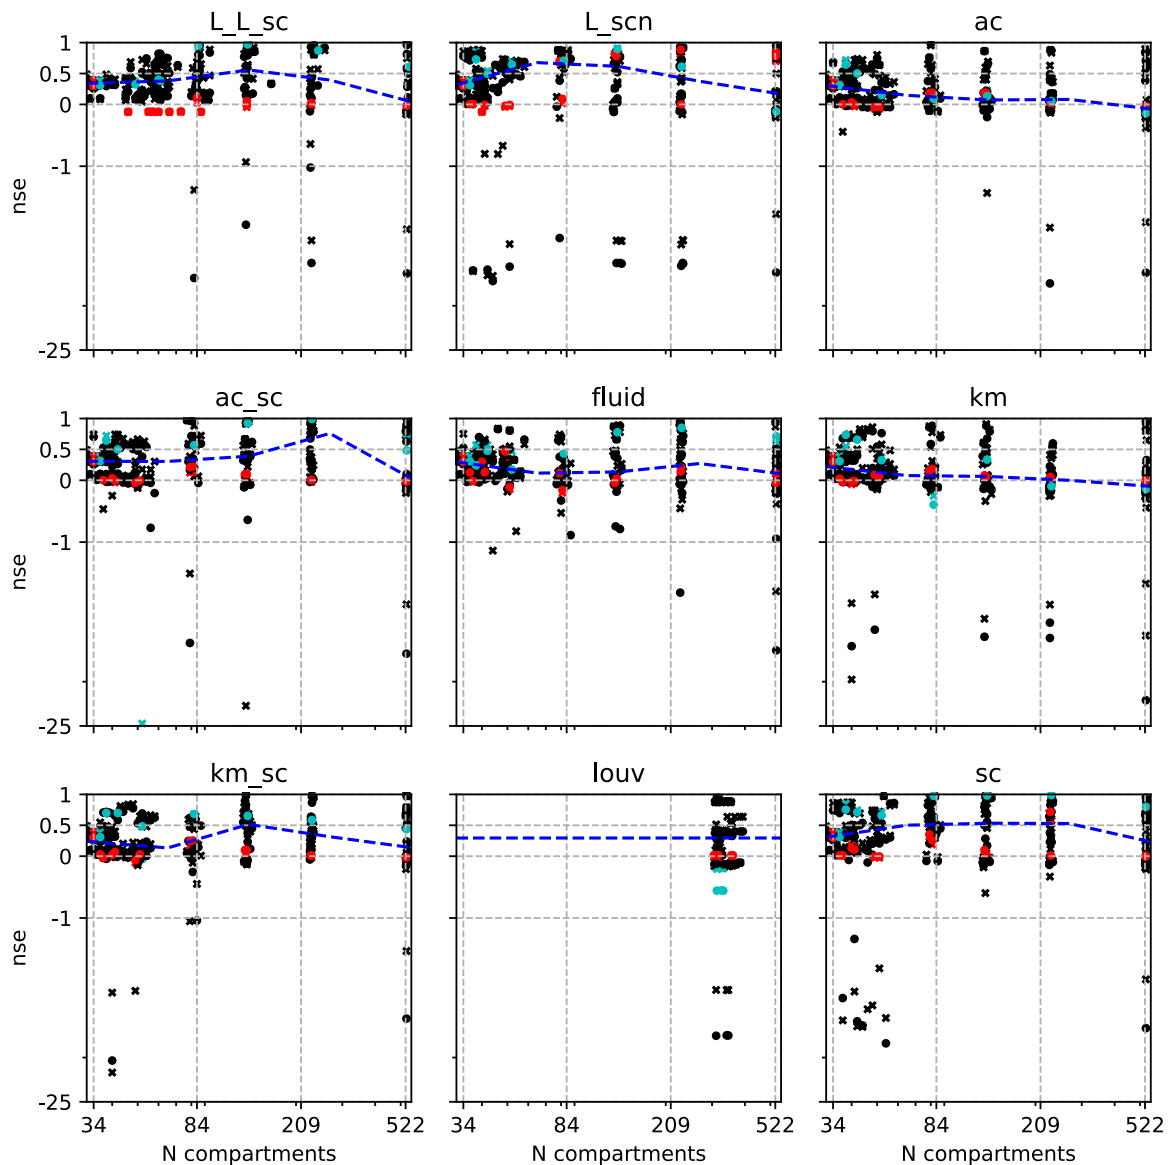 L_L_sc L_scn ac
1
0.5
0
-1
-25
nse
ac_sc fluid km
1
0.5
0
-1
-25
nse
km_sc louv sc
1
0.5
0
-1
-25
nse
34 84 209 522 34 84 209 522 34 84 209 522
N compartments N compartments N compartments